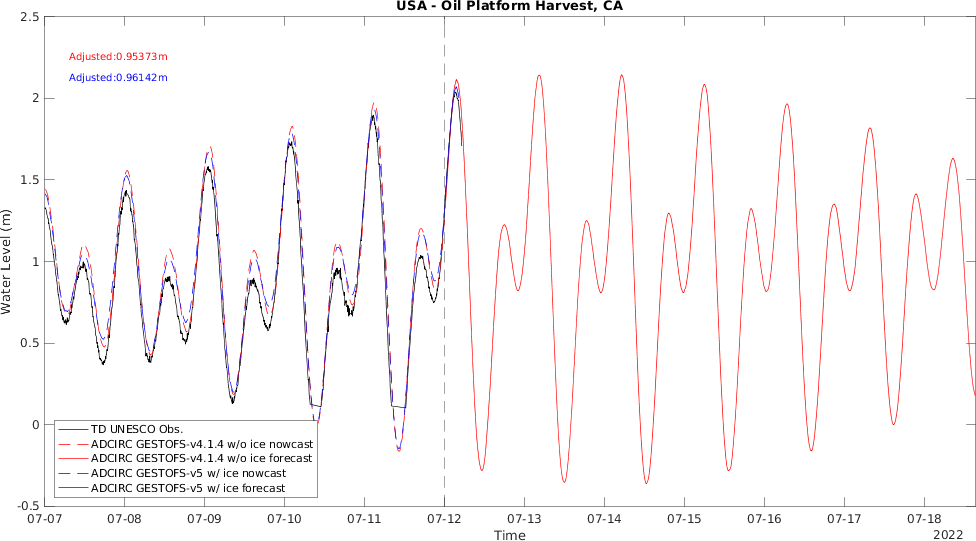 USA - Oil Platform Harvest, CA
2.5
2
1.5
1
0.5
0
-0.5
Water Level (m)
Adjusted:0.95373m
Adjusted:0.96142m
TD UNESCO Obs.
ADCIRC GESTOFS-v4.1.4 w/o ice nowcast
ADCIRC GESTOFS-v4.1.4 w/o ice forecast
ADCIRC GESTOFS-v5 w/ ice nowcast
ADCIRC GESTOFS-v5 w/ ice forecast
07-07 07-08 07-09 07-10 07-11 07-12 07-13 07-14 07-15 07-16 07-17 07-18
Time
2022